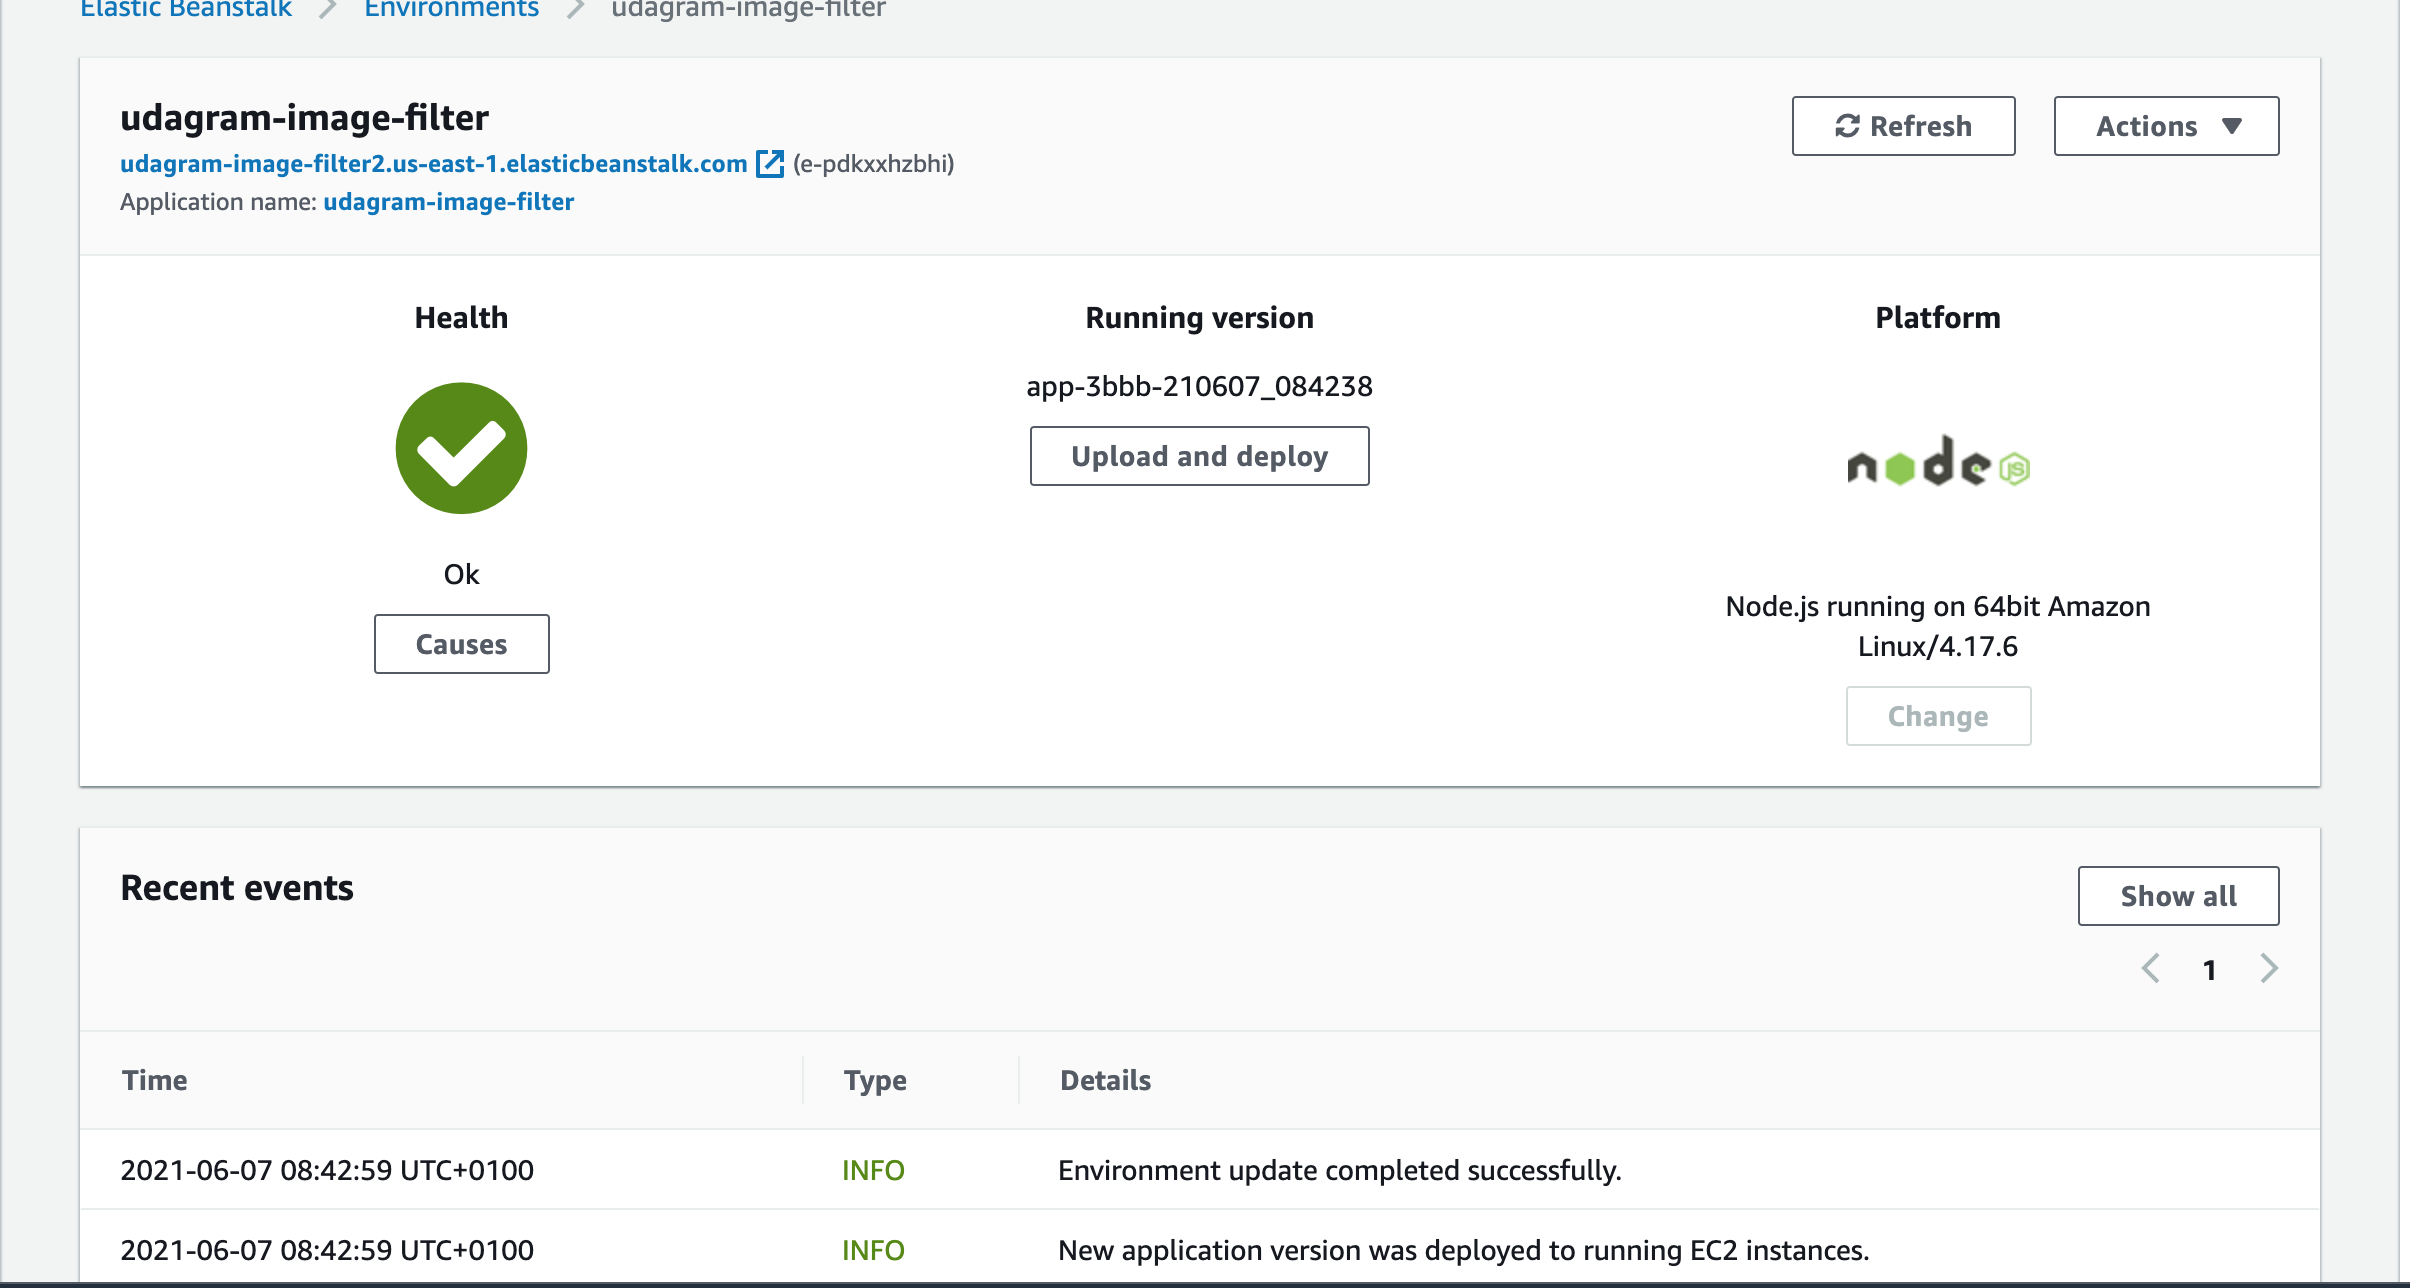 Elastic Beanstalk > Environments > udagram-image-filter
udagram-image-filter
Refresh
Actions
udagram-image-filter2.us-east-1.elasticbeanstalk.com (e-pdkxxhzbhi)
Application name: udagram-image-filter
Health
Running version
Platform
app-3bbb-210607_084238
Upload and deploy
node JS
Ok
Causes
Node.js running on 64bit Amazon
Linux/4.17.6
Change
Recent events
Show all
1
Time Type Details
2021-06-07 08:42:59 UTC+0100 INFO Environment update completed successfully.
2021-06-07 08:42:59 UTC+0100 INFO New application version was deployed to running EC2 instances.